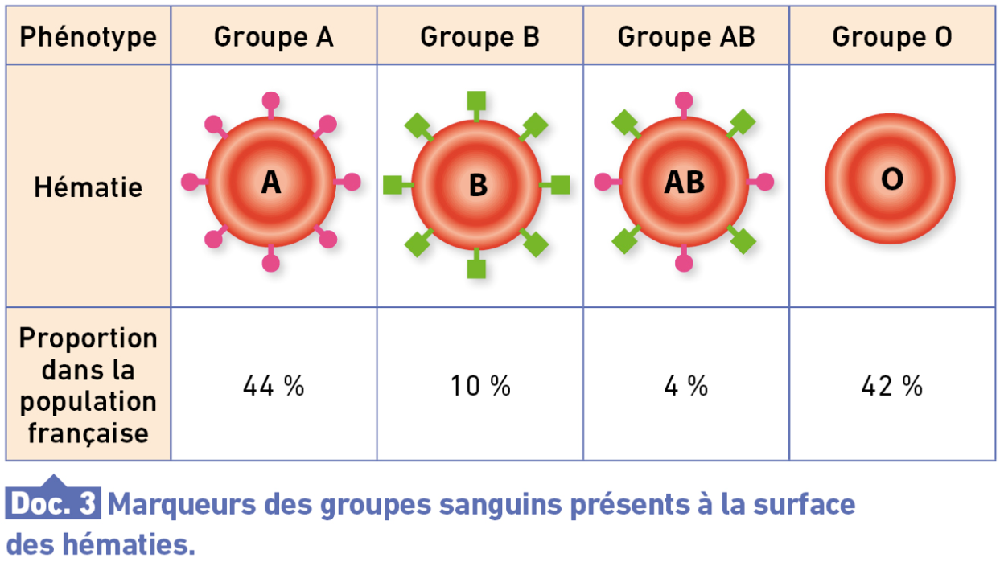 Phénotype Groupe A Groupe B Groupe AB Groupe O
Hématie A B AB O
Proportion
dans la
population
française
44 % 10 % 4 % 42 %
Doc. 3 Marqueurs des groupes sanguins présents à la surface
des hématies.